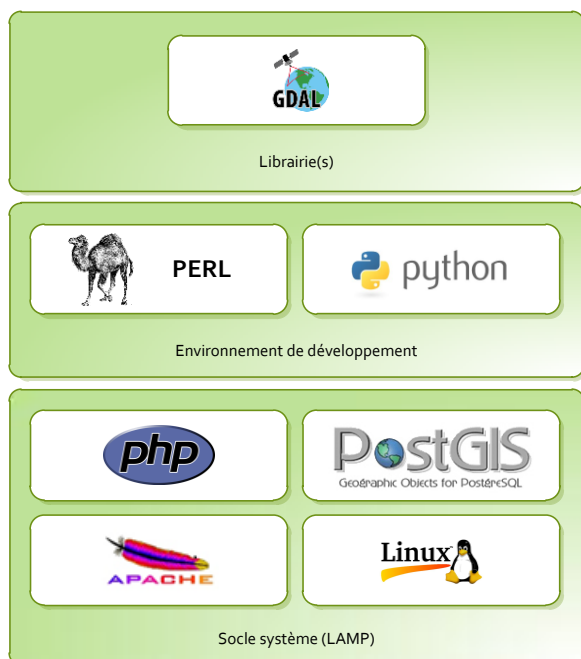 GDAL
Librairie(s)
PERL
python
Environnement de développement
php
PostGIS
Geographic Objects for PostgreSQL
APACHE
Linux
Socle système (LAMP)